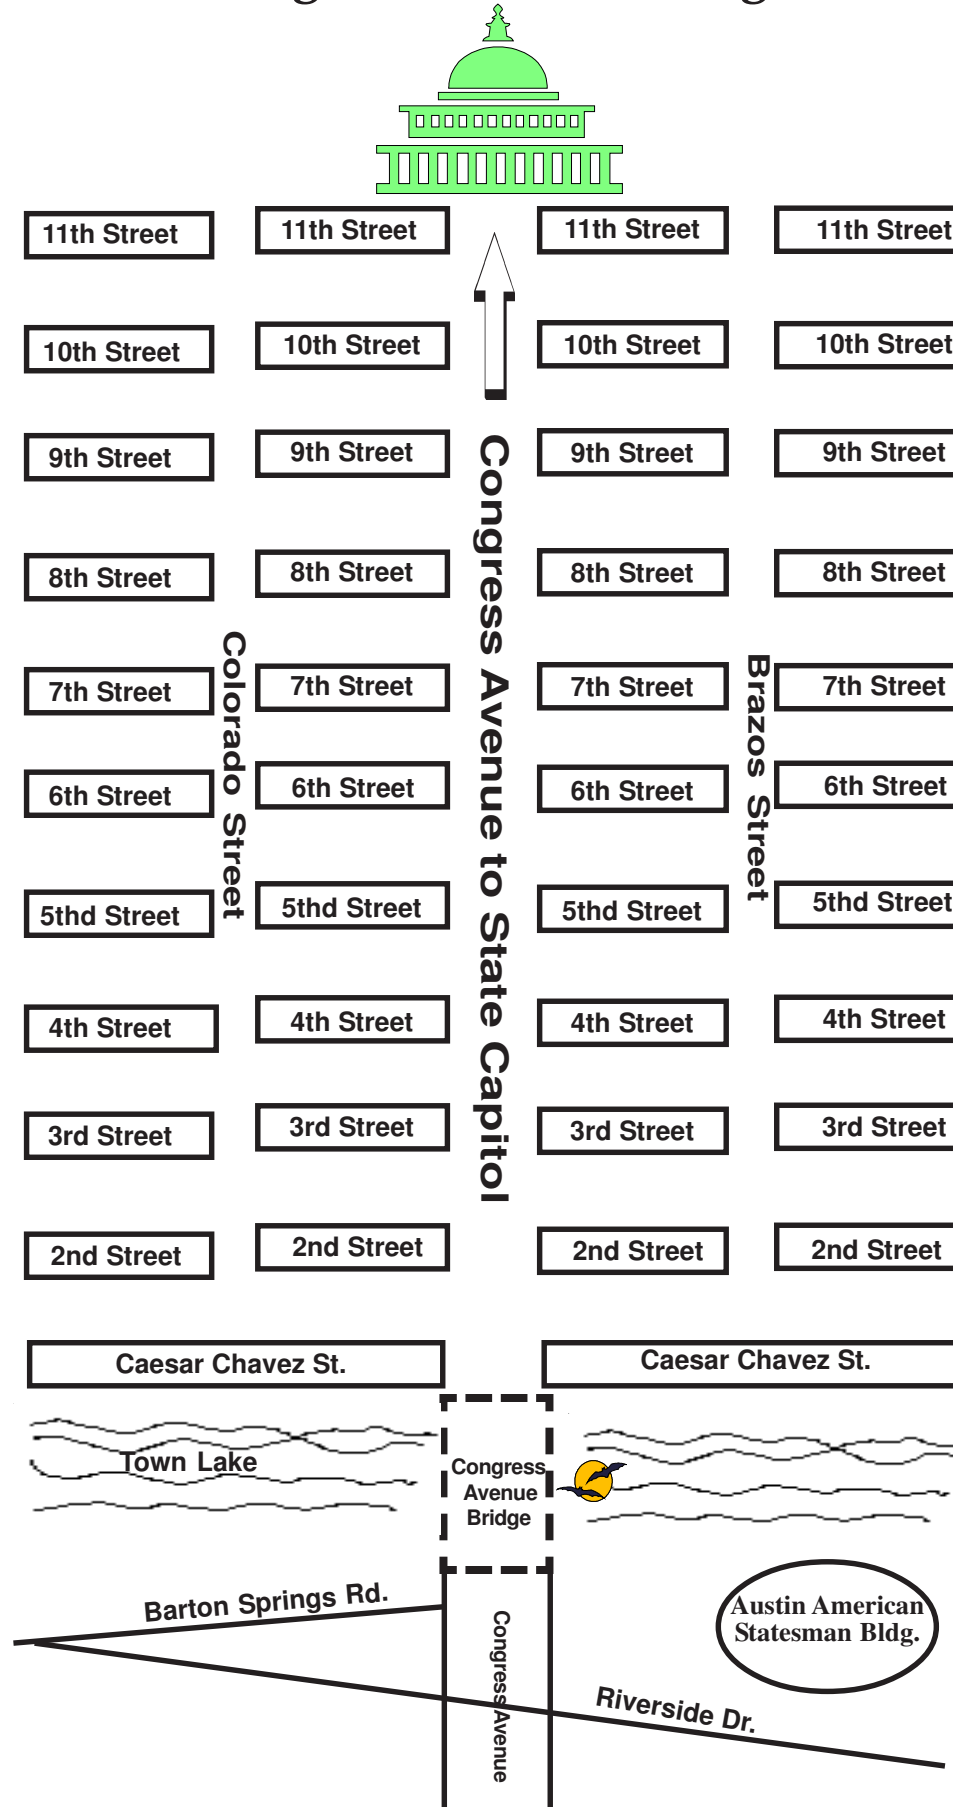 11th Street 11th Street 11th Street 11th Street
10th Street 10th Street 10th Street 10th Street
9th Street 9th Street 9th Street 9th Street
8th Street 8th Street 8th Street 8th Street
7th Street 7th Street 7th Street 7th Street
6th Street 6th Street 6th Street 6th Street
5thd Street 5thd Street 5thd Street 5thd Street
4th Street 4th Street 4th Street 4th Street
3rd Street 3rd Street 3rd Street 3rd Street
2nd Street 2nd Street 2nd Street 2nd Street
Colorado Street
Congress Avenue to State Capitol
Brazos Street
Caesar Chavez St. Caesar Chavez St.
Town Lake
Congress
Avenue
Bridge
Barton Springs Rd.
Austin American
Statesman Bldg.
Congress Avenue
Riverside Dr.